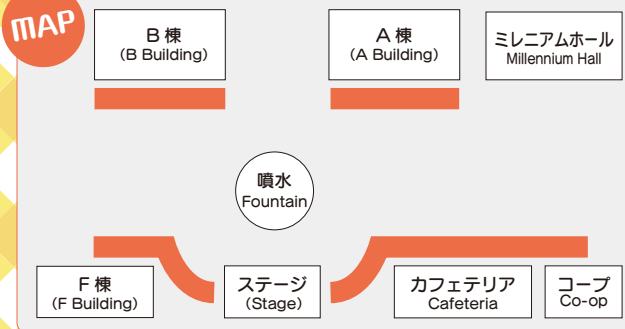 MAP
B 棟
(B Building)
A 棟
(A Building)
ミレニアムホール
Millennium Hall
噴水
Fountain
F 棟
(F Building)
ステージ
(Stage)
カフェテリア
Cafeteria
コープ
Co-op